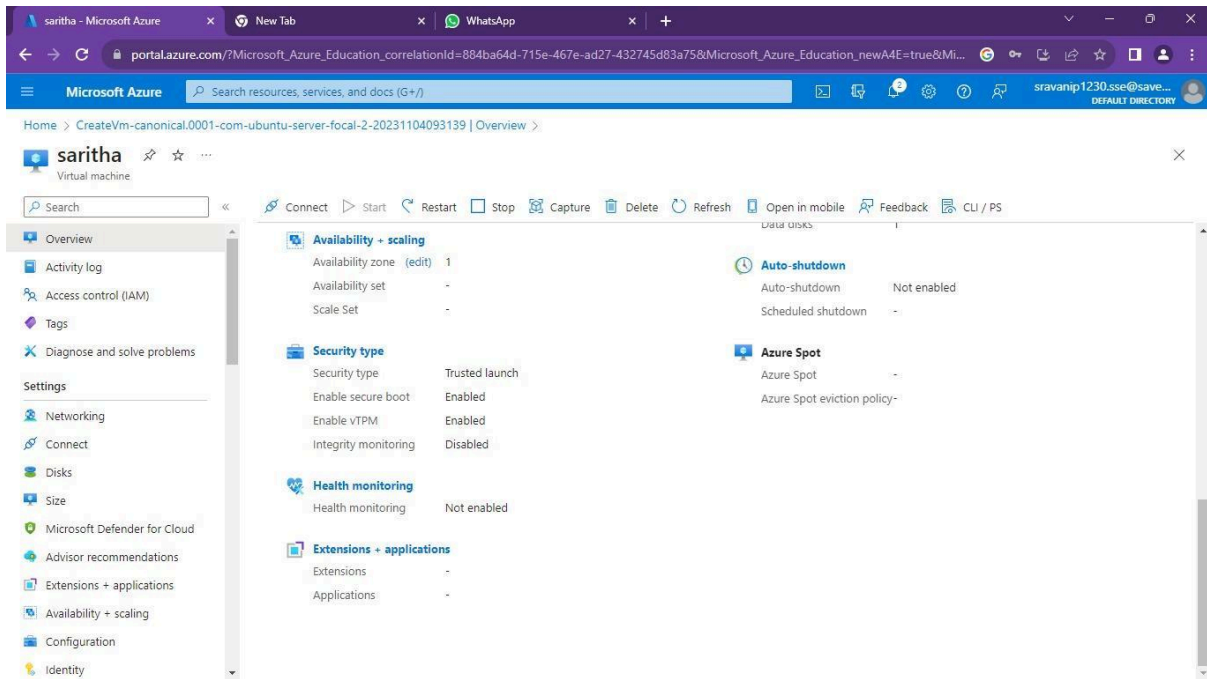 saritha - Microsoft Azure
New Tab
WhatsApp
portal.azure.com/?Microsoft_Azure_Education_correlationId=884ba64d-715e-467e-ad27-432745d83a75&Microsoft_Azure_Education_newA4E=true&Mi...
Microsoft Azure
Search resources, services, and docs (G+/)
2
sravanip1230.sse@save...
DEFAULT DIRECTORY
Home > CreateVm-canonical.0001-com-ubuntu-server-focal-2-20231104093139 | Overview >
saritha
Virtual machine
Search
Connect Start Restart Stop Capture Delete Refresh Open in mobile Feedback CLI / PS
Overview
Activity log
Access control (IAM)
Tags
Diagnose and solve problems
Settings
Networking
Connect
Disks
Size
Microsoft Defender for Cloud
Advisor recommendations
Extensions + applications
Availability + scaling
Configuration
Identity
Availability + scaling
Availability zone (edit) 1
Availability set -
Scale Set -
Security type
Security type Trusted launch
Enable secure boot Enabled
Enable vTPM Enabled
Integrity monitoring Disabled
Health monitoring
Health monitoring Not enabled
Extensions + applications
Extensions -
Applications -
Data disks 1
Auto-shutdown
Auto-shutdown Not enabled
Scheduled shutdown -
Azure Spot
Azure Spot -
Azure Spot eviction policy-